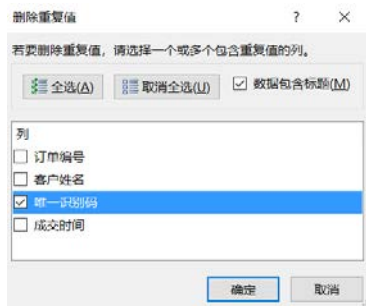 删除重复值 ? ×
若要删除重复值，请选择一个或多个包含重复值的列。
全选(A) 取消全选(U) 数据包含标题(M)
列
订单编号
客户姓名
唯一识别码
成交时间
确定 取消